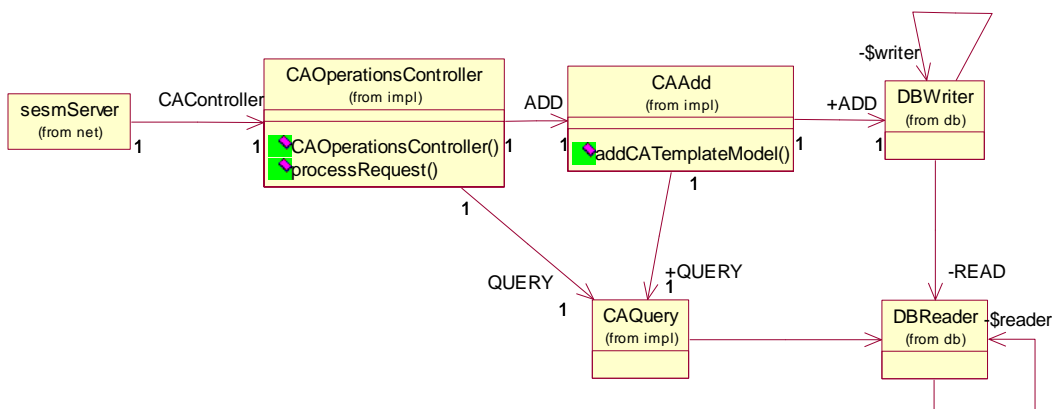 -$writer
CAOperationsController
(from impl)
CAAdd
(from impl)
DBWriter
(from db)
sesmServer
(from net)
CAController
ADD
+ADD
1
1
1
1
1
1
CAOperationsController()
processRequest()
addCATemplateModel()
1
1
QUERY
+QUERY
1
1
-READ
CAQuery
(from impl)
DBReader
(from db)
-$reader